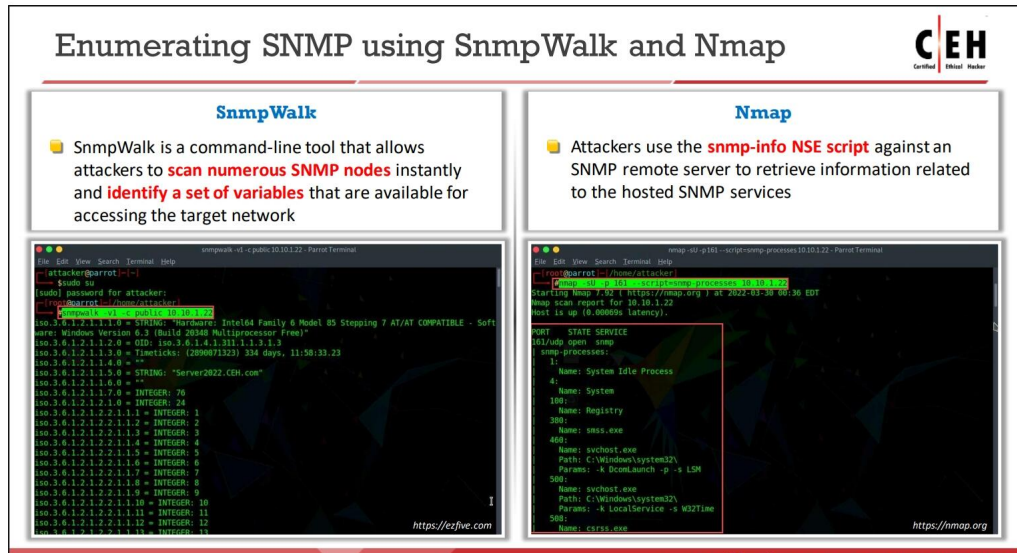 Enumerating SNMP using SnmpWalk and Nmap
C|EH
Certified Ethical Hacker
SnmpWalk
SnmpWalk is a command-line tool that allows
attackers to scan numerous SNMP nodes instantly
and identify a set of variables that are available for
accessing the target network
snmpwalk -v1 -c public 10.10.1.22 - Parrot Terminal
File Edit View Search Terminal Help
[attacker@parrot]-[~]
$sudo su
[sudo] password for attacker:
[root@parrot]-[/home/attacker]
#snmpwalk -v1 -c public 10.10.1.22
iso.3.6.1.2.1.1.1.0 = STRING: "Hardware: Intel64 Family 6 Model 85 Stepping 7 AT/AT COMPATIBLE - Soft
ware: Windows Version 6.3 (Build 20348 Multiprocessor Free)"
iso.3.6.1.2.1.1.2.0 = OID: iso.3.6.1.4.1.311.1.1.3.1.3
iso.3.6.1.2.1.1.3.0 = Timeticks: (2890071323) 334 days, 11:58:33.23
iso.3.6.1.2.1.1.4.0 = ""
iso.3.6.1.2.1.1.5.0 = STRING: "Server2022.CEH.com"
iso.3.6.1.2.1.1.6.0 = ""
iso.3.6.1.2.1.1.7.0 = INTEGER: 76
iso.3.6.1.2.1.2.1.0 = INTEGER: 24
iso.3.6.1.2.1.2.2.1.1.1 = INTEGER: 1
iso.3.6.1.2.1.2.2.1.1.2 = INTEGER: 2
iso.3.6.1.2.1.2.2.1.1.3 = INTEGER: 3
iso.3.6.1.2.1.2.2.1.1.4 = INTEGER: 4
iso.3.6.1.2.1.2.2.1.1.5 = INTEGER: 5
iso.3.6.1.2.1.2.2.1.1.6 = INTEGER: 6
iso.3.6.1.2.1.2.2.1.1.7 = INTEGER: 7
iso.3.6.1.2.1.2.2.1.1.8 = INTEGER: 8
iso.3.6.1.2.1.2.2.1.1.9 = INTEGER: 9
iso.3.6.1.2.1.2.2.1.1.10 = INTEGER: 10
iso.3.6.1.2.1.2.2.1.1.11 = INTEGER: 11
iso.3.6.1.2.1.2.2.1.1.12 = INTEGER: 12
iso.3.6.1.2.1.2.2.1.1.13 = INTEGER: 13
https://ezfive.com
Nmap
Attackers use the snmp-info NSE script against an
SNMP remote server to retrieve information related
to the hosted SNMP services
nmap -sU -p 161 --script=snmp-processes 10.10.1.22 - Parrot Terminal
File Edit View Search Terminal Help
[root@parrot]-[/home/attacker]
#nmap -sU -p 161 --script=snmp-processes 10.10.1.22
Starting Nmap 7.92 ( https://nmap.org ) at 2022-03-30 00:36 EDT
Nmap scan report for 10.10.1.22
Host is up (0.00069s latency).
PORT STATE SERVICE
161/udp open snmp
| snmp-processes:
| 1:
| Name: System Idle Process
| 4:
| Name: System
| 100:
| Name: Registry
| 380:
| Name: smss.exe
| 460:
| Name: svchost.exe
| Path: C:\Windows\system32\
| Params: -k DcomLaunch -p -s LSM
| 500:
| Name: svchost.exe
| Path: C:\Windows\system32\
| Params: -k LocalService -s W32Time
| 508:
| Name: csrss.exe
https://nmap.org